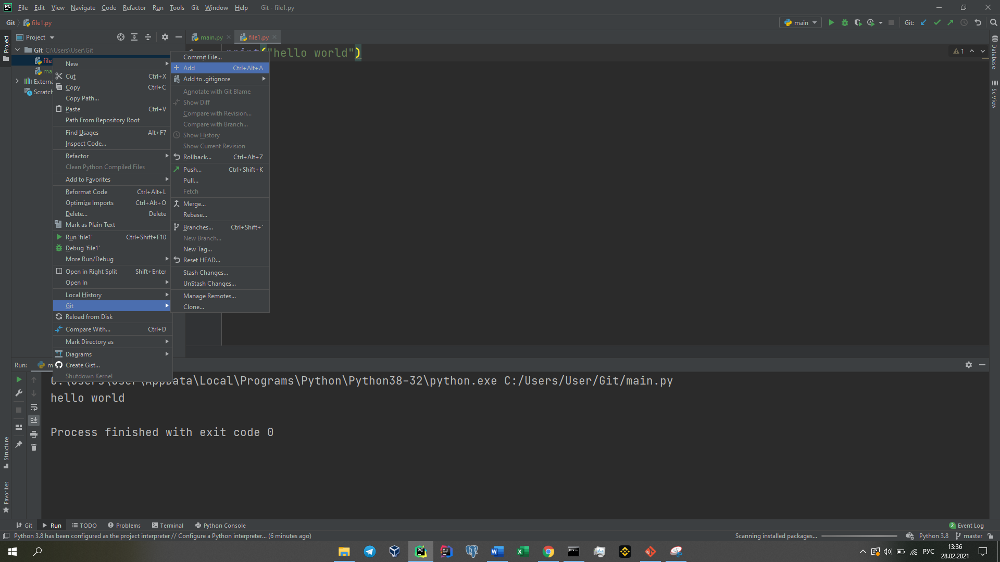 File Edit View Navigate Code Refactor Run Tools Git Window Help Git - file1.py
Git file1.py main Git:
Project main.py file1.py
Project
Git C:\Users\User\Git
file
ma
Externa
Scratch
"hello world")
1
Database
SciView
New
Cut Ctrl+X
Copy Ctrl+C
Copy Path...
Paste Ctrl+V
Path From Repository Root
Find Usages Alt+F7
Inspect Code...
Refactor
Clean Python Compiled Files
Add to Favorites
Reformat Code Ctrl+Alt+L
Optimize Imports Ctrl+Alt+O
Delete... Delete
Mark as Plain Text
Run 'file1' Ctrl+Shift+F10
Debug 'file1'
More Run/Debug
Open in Right Split Shift+Enter
Open In
Local History
Git
Reload from Disk
Compare With... Ctrl+D
Mark Directory as
Diagrams
Create Gist...
Shutdown Kernel
Commit File...
Add Ctrl+Alt+A
Add to .gitignore
Annotate with Git Blame
Show Diff
Compare with Revision...
Compare with Branch...
Show History
Show Current Revision
Rollback... Ctrl+Alt+Z
Push... Ctrl+Shift+K
Pull...
Fetch
Merge...
Rebase...
Branches... Ctrl+Shift+`
New Branch...
New Tag...
Reset HEAD...
Stash Changes...
UnStash Changes...
Manage Remotes...
Clone...
Run: m
C:\Users\User\AppData\Local\Programs\Python\Python38-32\python.exe C:/Users/User/Git/main.py
hello world
Process finished with exit code 0
Structure
Favorites
Git Run TODO Problems Terminal Python Console 2 Event Log
Python 3.8 has been configured as the project interpreter // Configure a Python interpreter... (6 minutes ago) Scanning installed packages... Python 3.8 master
РУС
13:36
28.02.2021